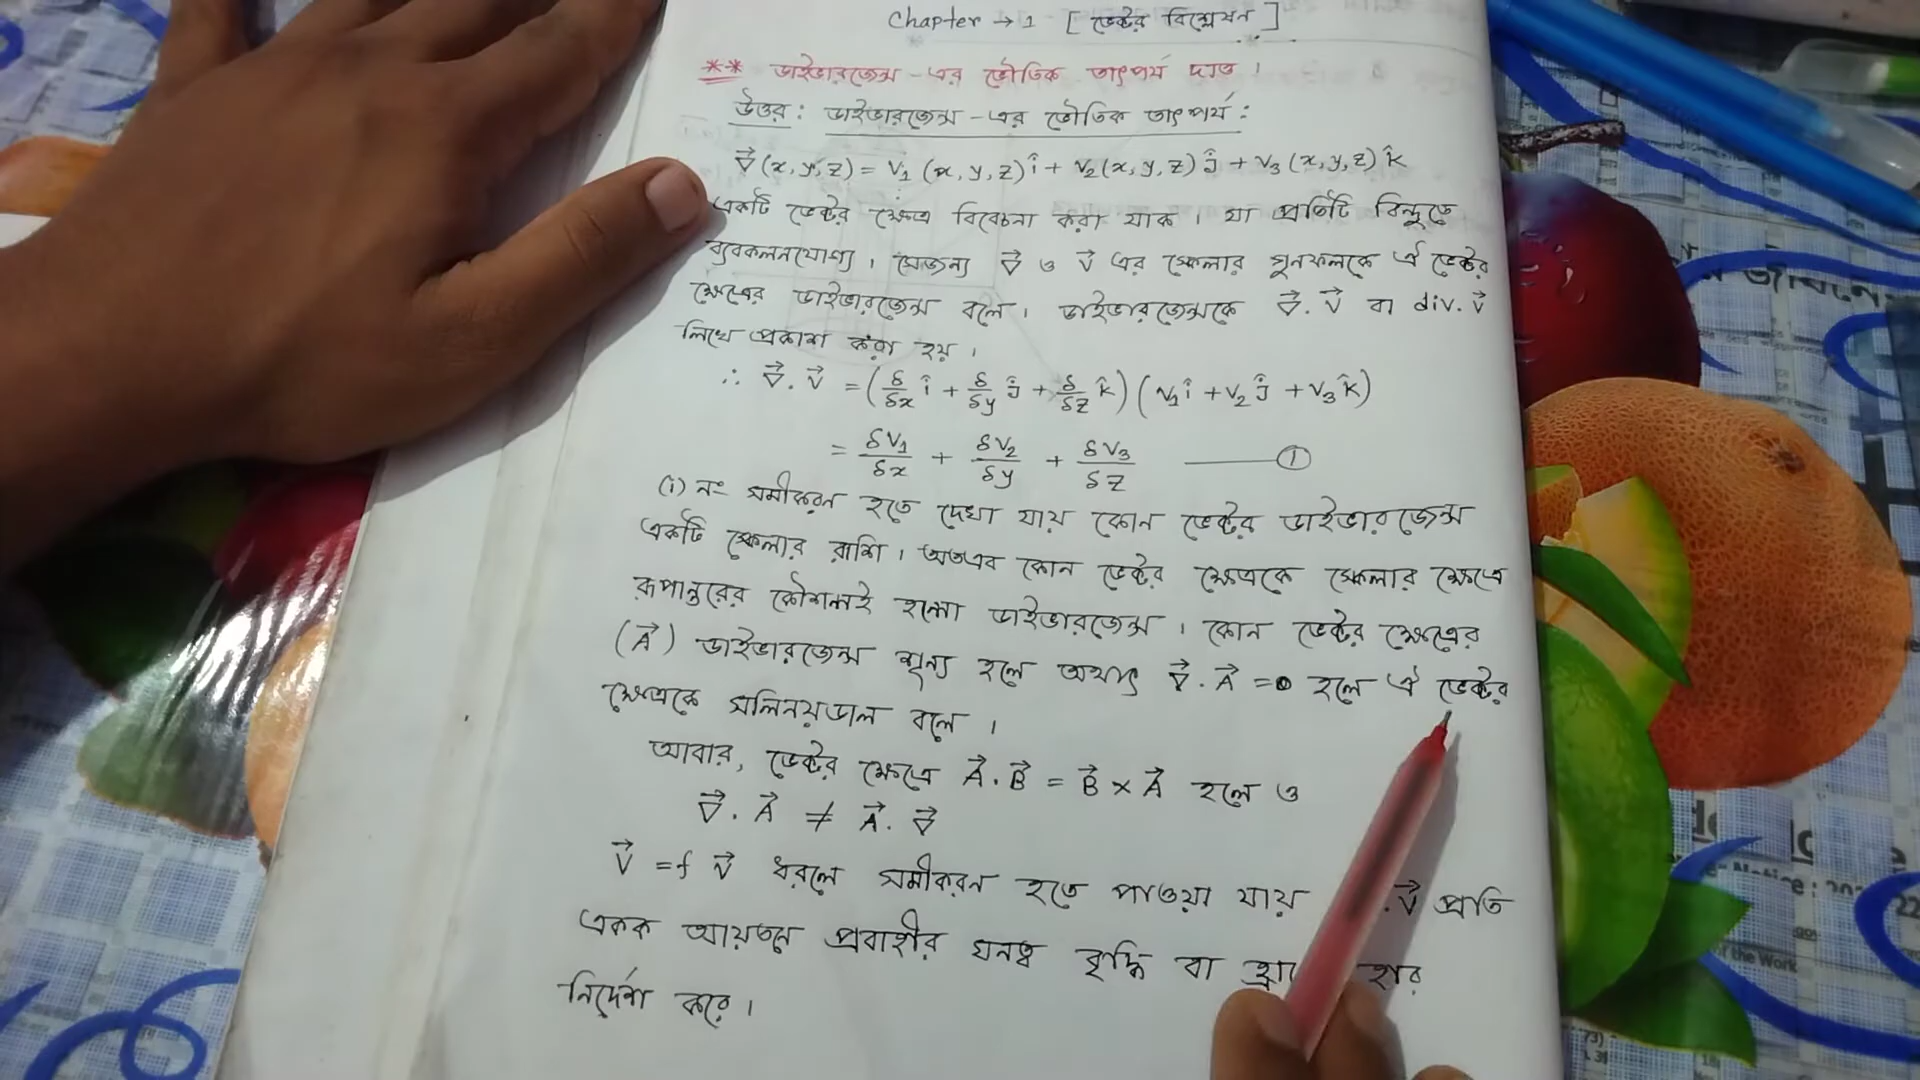 Chapter → 1 [ ভেক্টর বিশ্লেষন ]
** ডাইভারজেন্স -এর ভৌতিক তাৎপর্য দাও ।
উত্তর : ডাইভারজেন্স -এর ভৌতিক তাৎপর্য :
V⃗ (x,y,z) = V₁ (x,y,z) î + V₂ (x,y,z) ĵ + V₃ (x,y,z) k̂
একটি ভেক্টর ক্ষেত্র বিবেচনা করা যাক । যা প্রতিটি বিন্দুতে
ব্যবকলনযোগ্য । সেজন্য ∇⃗ ও V⃗ এর স্কেলার গুনফলকে ঐ ভেক্টর
ক্ষেত্রের ডাইভারজেন্স বলে । ডাইভারজেন্সকে ∇⃗. V⃗ বা div. V⃗
লিখে প্রকাশ করা হয় ।
∴ ∇⃗. V⃗ = (δ/δx î + δ/δy ĵ + δ/δz k̂) (V₁î + V₂ĵ + V₃k̂)
= δV₁/δx + δV₂/δy + δV₃/δz ——— ①
(i) নং সমীকরন হতে দেখা যায় কোন ভেক্টর ডাইভারজেন্স
একটি স্কেলার রাশি । অতএব কোন ভেক্টর ক্ষেত্রকে স্কেলার ক্ষেত্রে
রূপান্তরের কৌশলই হলো ডাইভারজেন্স । কোন ভেক্টর ক্ষেত্রের
(A⃗) ডাইভারজেন্স শূন্য হলে অথাৎ ∇⃗. A⃗ = 0 হলে ঐ ভেক্টর
ক্ষেত্রকে সলিনয়ডাল বলে ।
আবার, ভেক্টর ক্ষেত্রে A⃗. B⃗ = B⃗ × A⃗ হলে ও
∇⃗. A⃗ ≠ A⃗. ∇⃗
V⃗ = f V⃗ ধরলে সমীকরন হতে পাওয়া যায় .V⃗ প্রতি
একক আয়তনে প্রবাহীর ঘনত্ব বৃদ্ধি বা হার
নির্দেশ করে ।